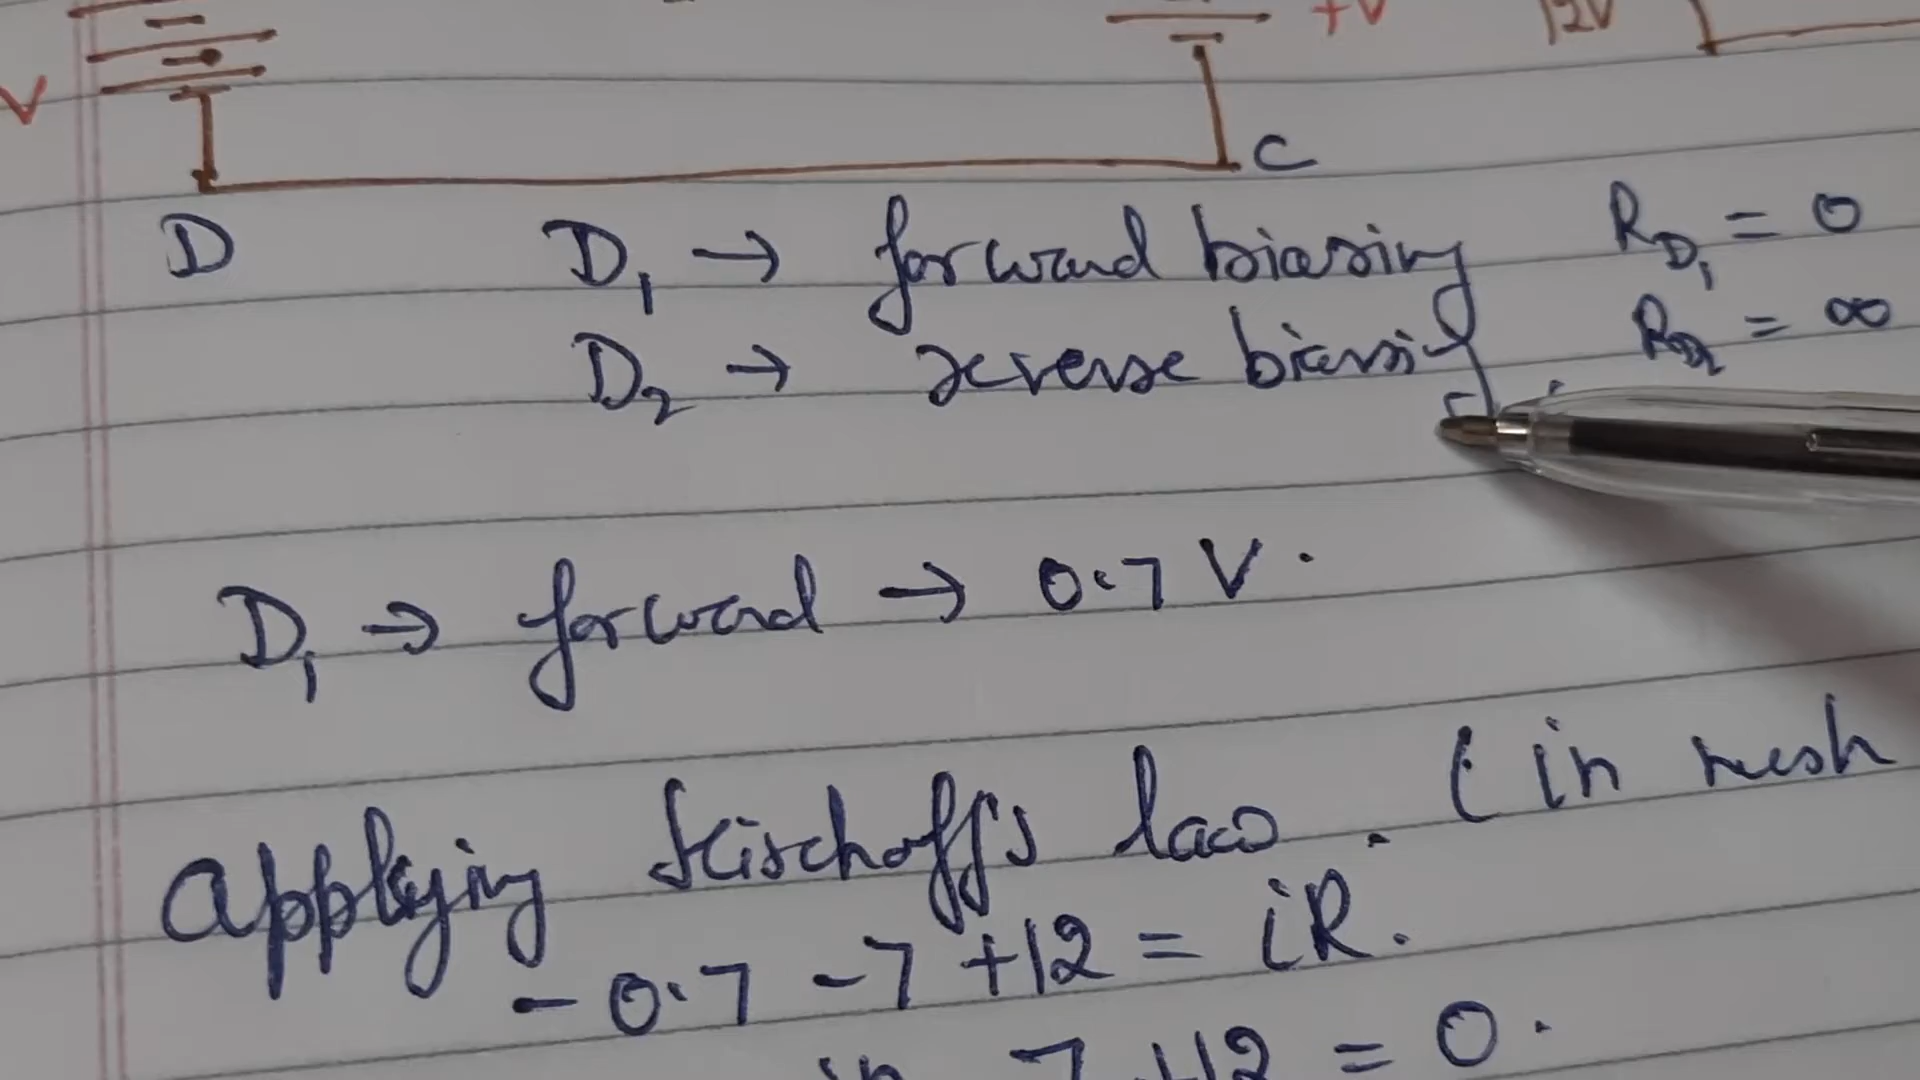 V
+V
12V
C
D
D₁ → forward biasing R_D₁ = 0
D₂ → reverse biasing R_D₂ = ∞
D₁ → forward → 0.7 V.
Applying Kirchoff's law. (in mesh
-0.7 -7 +12 = iR.
7 +12 = 0.